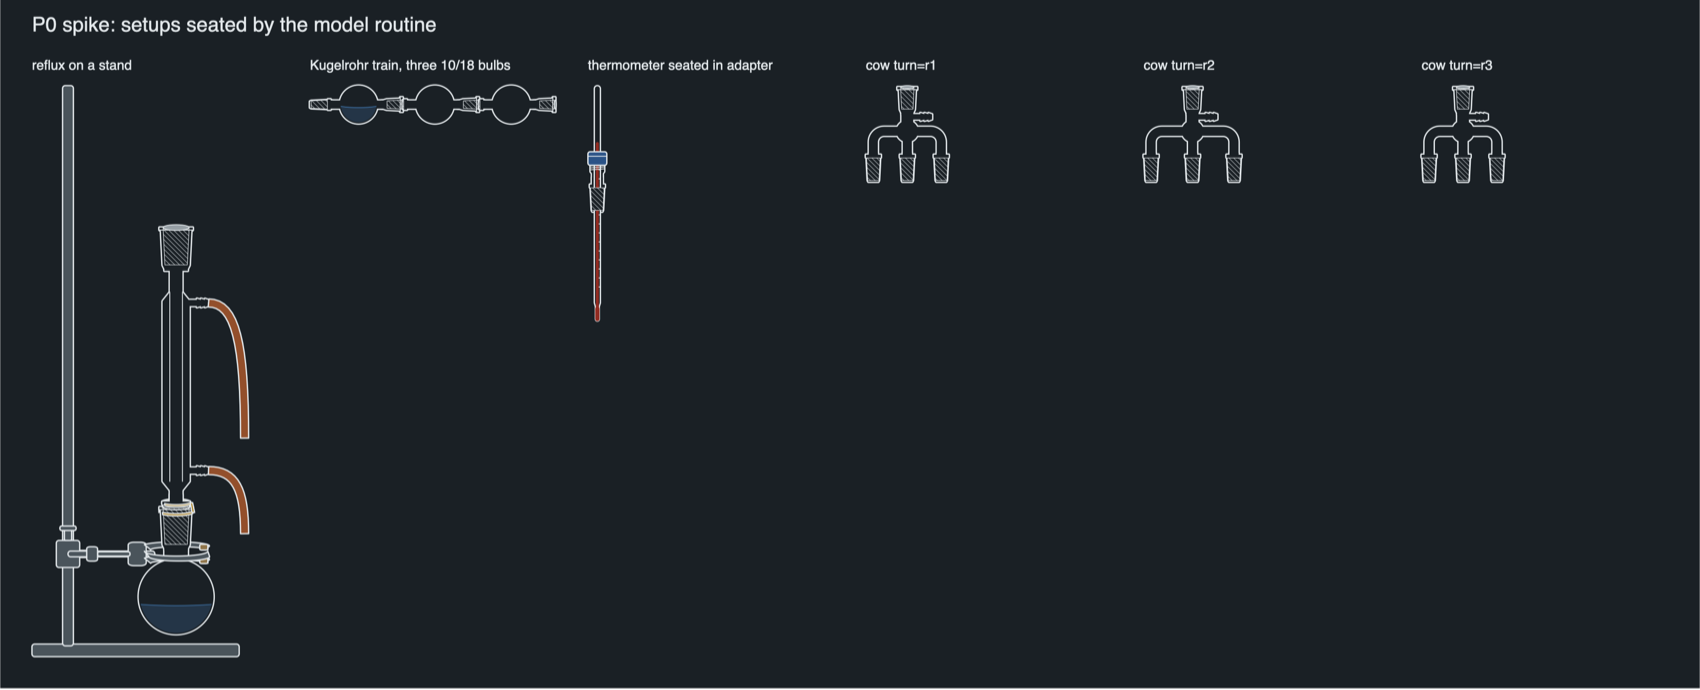 P0 spike: setups seated by the model routine
reflux on a stand
Kugelrohr train, three 10/18 bulbs
thermometer seated in adapter
cow turn=r1
cow turn=r2
cow turn=r3